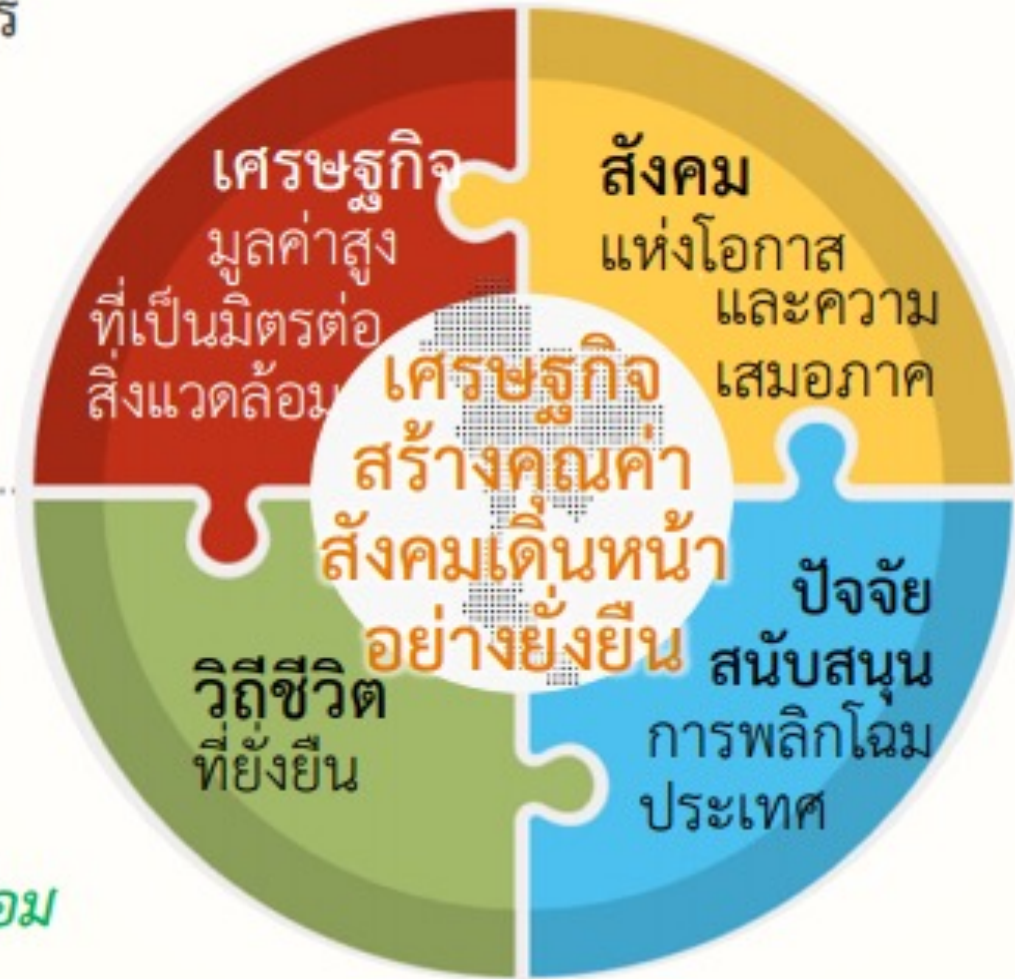 ร
เศรษฐกิจ
มูลค่าสูง
ที่เป็นมิตรต่อ
สิ่งแวดล้อม
สังคม
แห่งโอกาส
และความ
เสมอภาค
เศรษฐกิจ
สร้างคุณค่า
สังคมเดินหน้า
อย่างยั่งยืน
วิถีชีวิต
ที่ยั่งยืน
ปัจจัย
สนับสนุน
การพลิกโฉม
ประเทศ
อม